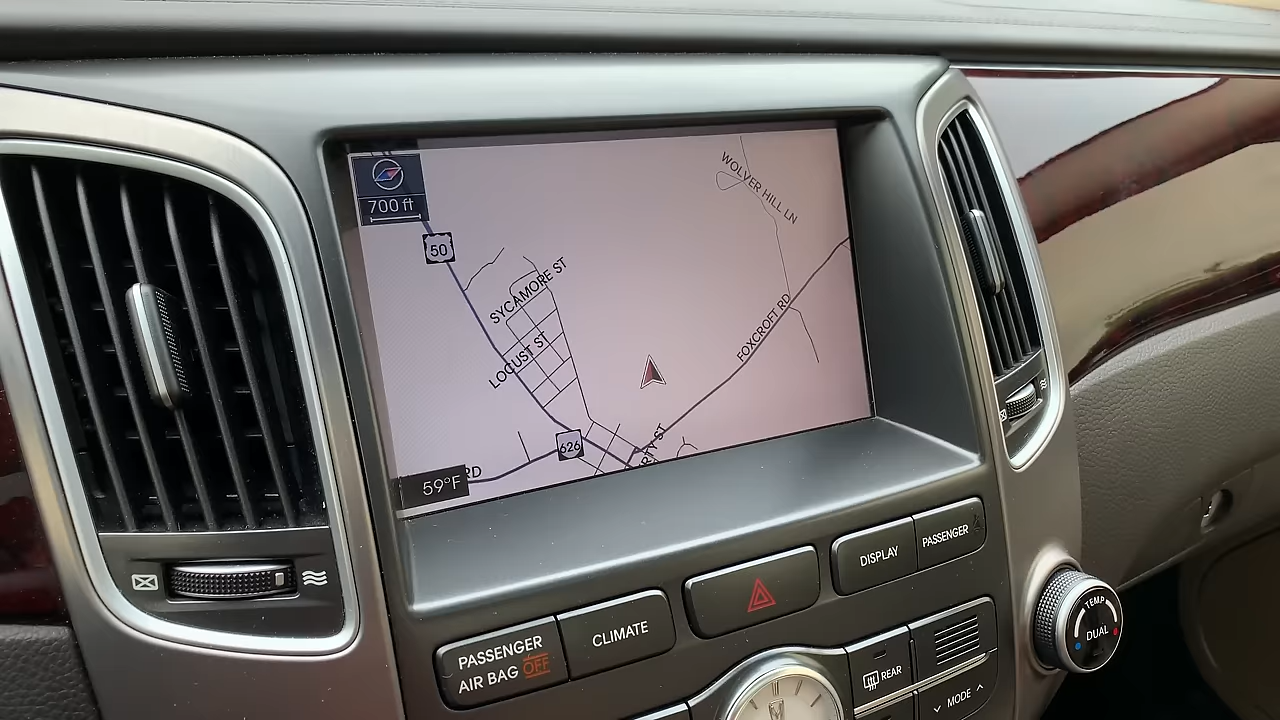 700 ft
50
WOLVER HILL LN
SYCAMORE ST
LOCUST ST
FOXCROFT RD
626
RD
59°F
DISPLAY
PASSENGER
PASSENGER
AIR BAG OFF
CLIMATE
REAR
MODE
TEMP
DUAL